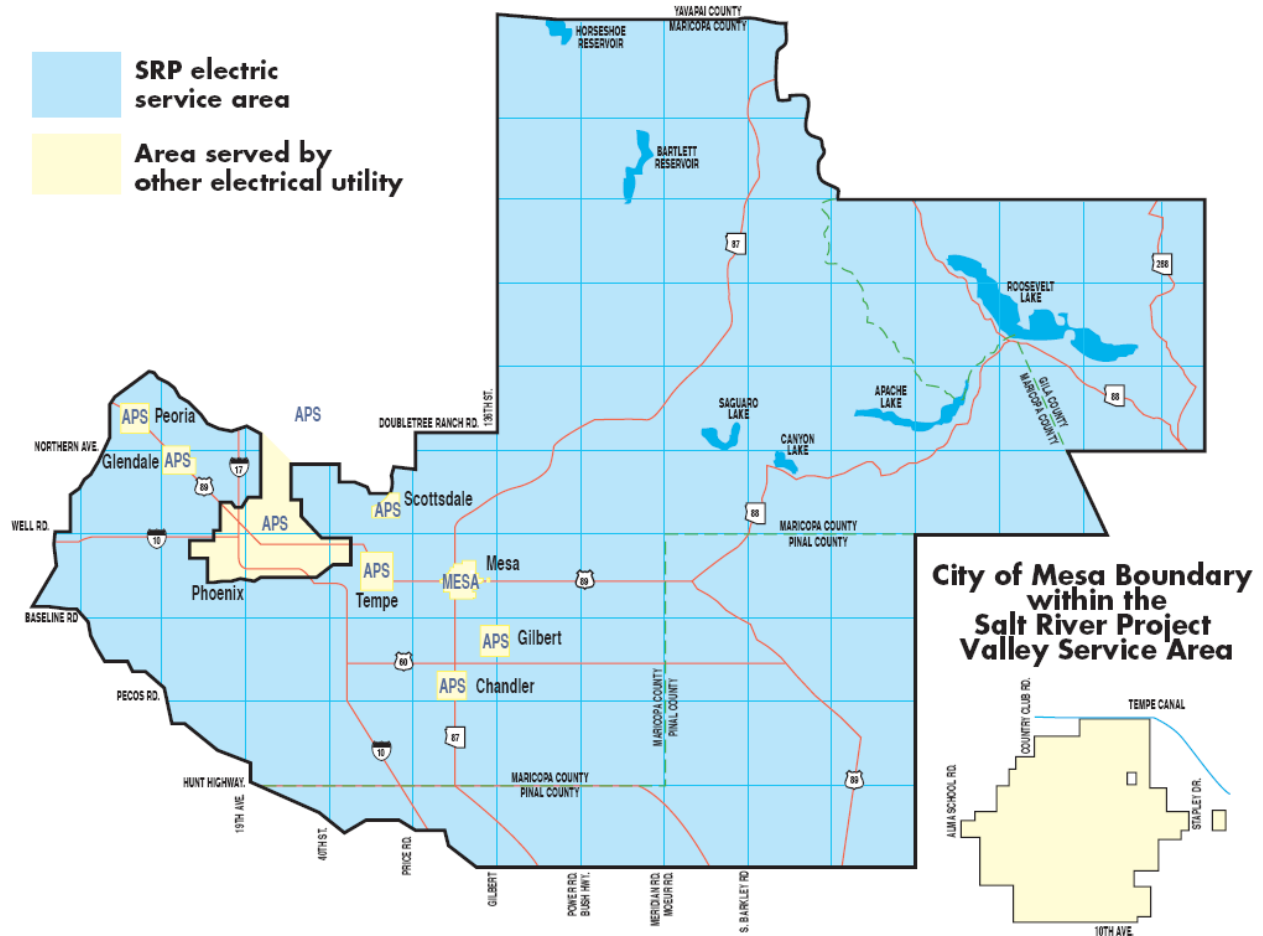 SRP electric
service area
Area served by
other electrical utility
YAVAPAI COUNTY
MARICOPA COUNTY
HORSESHOE
RESERVOIR
BARTLETT
RESERVOIR
87
288
ROOSEVELT
LAKE
GILA COUNTY
MARICOPA COUNTY
88
APACHE
LAKE
SAGUARO
LAKE
CANYON
LAKE
88
136TH ST.
DOUBLETREE RANCH RD.
APS
APS
Peoria
NORTHERN AVE.
Glendale
APS
17
89
Scottsdale
APS
APS
WELL RD.
10
MARICOPA COUNTY
PINAL COUNTY
Phoenix
APS
Tempe
MESA
Mesa
89
BASELINE RD
APS
Gilbert
60
APS
Chandler
PECOS RD.
MARICOPA COUNTY
PINAL COUNTY
87
10
89
HUNT HIGHWAY.
MARICOPA COUNTY
PINAL COUNTY
19TH AVE.
40TH ST.
PRICE RD.
GILBERT
POWER RD.
BUSH HWY.
MERIDIAN RD.
MOEUR RD.
S. BARKLEY RD
City of Mesa Boundary
within the
Salt River Project
Valley Service Area
COUNTRY CLUB RD.
TEMPE CANAL
ALMA SCHOOL RD.
STAPLEY DR.
10TH AVE.